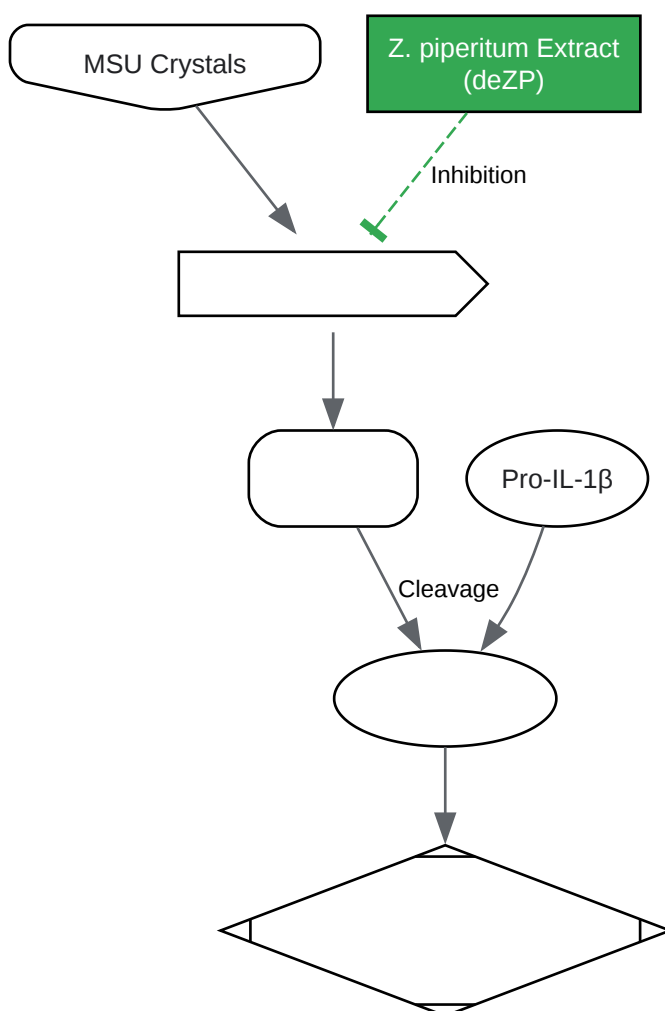 MSU Crystals
Z. piperitum Extract
(deZP)
Inhibition
Pro-IL-1β
Cleavage